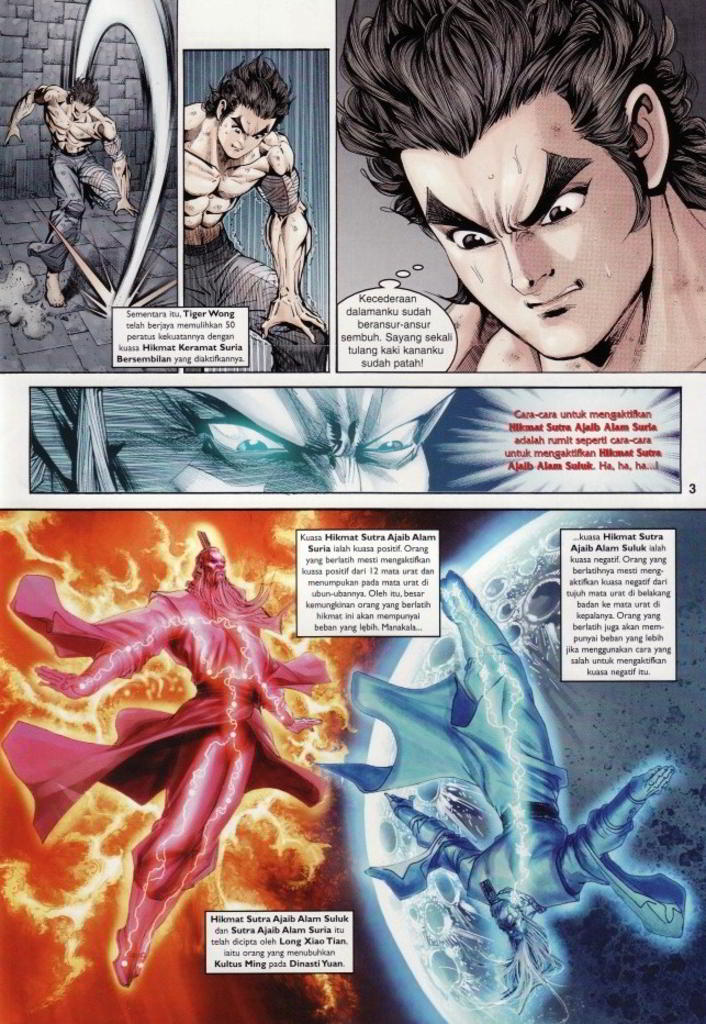 Sementara itu, Tiger Wong
telah berjaya memulihkan 50
peratus kekuatannya dengan
kuasa Hikmat Keramat Suria
Bersembilan yang diaktifkannya.
Kecederaan
dalamanku sudah
beransur-ansur
sembuh. Sayang sekali
tulang kaki kananku
sudah patah!
Cara-cara untuk mengaktifkan
Hikmat Sutra Ajaib Alam Suria
adalah rumit seperti cara-cara
untuk mengaktifkan Hikmat Sutra
Ajaib Alam Suluk. Ha, ha, ha...!
3
Kuasa Hikmat Sutra Ajaib Alam
Suria ialah kuasa positif. Orang
yang berlatih mesti mengaktifkan
kuasa positif dari 12 mata urat dan
menumpukan pada mata urat di
ubun-ubannya. Oleh itu, besar
kemungkinan orang yang berlatih
hikmat ini akan mempunyai
beban yang lebih. Manakala...
...kuasa Hikmat Sutra
Ajaib Alam Suluk ialah
kuasa negatif. Orang
yang berlatihnya mesti meng-
aktifkan kuasa negatif dari
tujuh mata urat di belakang
badan ke mata urat di
kepalanya. Orang yang
berlatih juga akan mem-
punyai beban yang lebih
jika menggunakan cara yang
salah untuk mengaktifkan
kuasa negatif itu.
Hikmat Sutra Ajaib Alam Suluk
dan Sutra Ajaib Alam Suria itu
telah dicipta oleh Long Xiao Tian,
iaitu orang yang menubuhkan
Kultus Ming pada Dinasti Yuan.